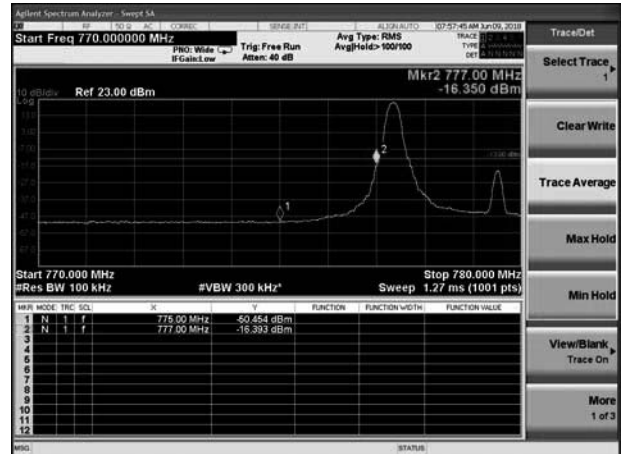 Agilent Spectrum Analyzer - Swept SA
RF 50 Ω AC CORREC SENSE:INT ALIGN AUTO 07:57:45 AM Jun 09, 2018
Start Freq 770.000000 MHz
PNO: Wide
IFGain:Low
Trig: Free Run
Atten: 40 dB
Avg Type: RMS
Avg|Hold:> 100/100
TRACE
TYPE
DET
Mkr2 777.00 MHz
-16.350 dBm
10 dB/div Ref 23.00 dBm
Log
2
1
Start 770.000 MHz
Stop 780.000 MHz
#Res BW 100 kHz
#VBW 300 kHz*
Sweep 1.27 ms (1001 pts)
MKR MODE TRC SCL X Y FUNCTION FUNCTION WIDTH FUNCTION VALUE
1 N 1 f 775.00 MHz -50.454 dBm
2 N 1 f 777.00 MHz -16.393 dBm
3
4
5
6
7
8
9
10
11
12
MSG STATUS
Trace/Det
Select Trace
1
Clear Write
Trace Average
Max Hold
Min Hold
View/Blank
Trace On
More
1 of 3